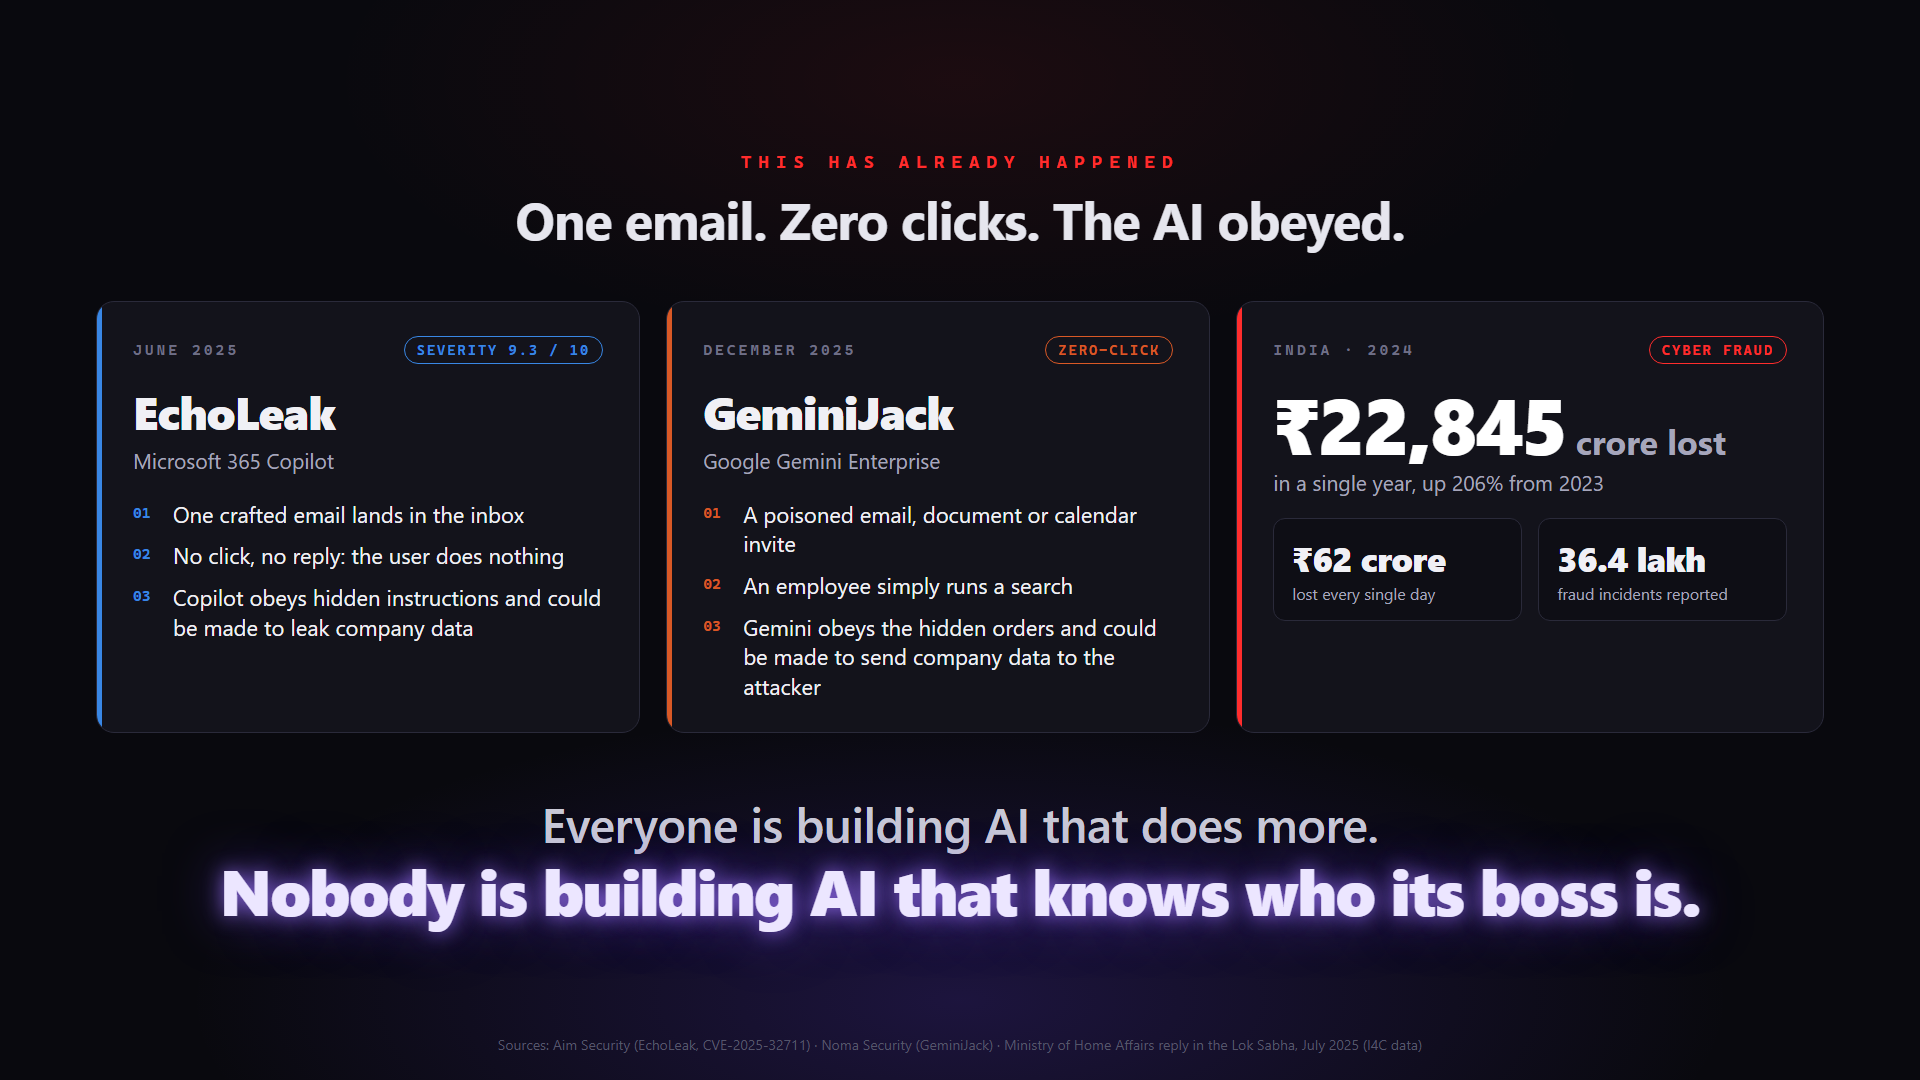 THIS HAS ALREADY HAPPENED
One email. Zero clicks. The AI obeyed.
JUNE 2025
SEVERITY 9.3 / 10
EchoLeak
Microsoft 365 Copilot
01 One crafted email lands in the inbox
02 No click, no reply: the user does nothing
03 Copilot obeys hidden instructions and could
be made to leak company data
DECEMBER 2025
ZERO-CLICK
GeminiJack
Google Gemini Enterprise
01 A poisoned email, document or calendar
invite
02 An employee simply runs a search
03 Gemini obeys the hidden orders and could
be made to send company data to the
attacker
INDIA · 2024
CYBER FRAUD
₹22,845 crore lost
in a single year, up 206% from 2023
₹62 crore
lost every single day
36.4 lakh
fraud incidents reported
Everyone is building AI that does more.
Nobody is building AI that knows who its boss is.
Sources: Aim Security (EchoLeak, CVE-2025-32711) · Noma Security (GeminiJack) · Ministry of Home Affairs reply in the Lok Sabha, July 2025 (I4C data)